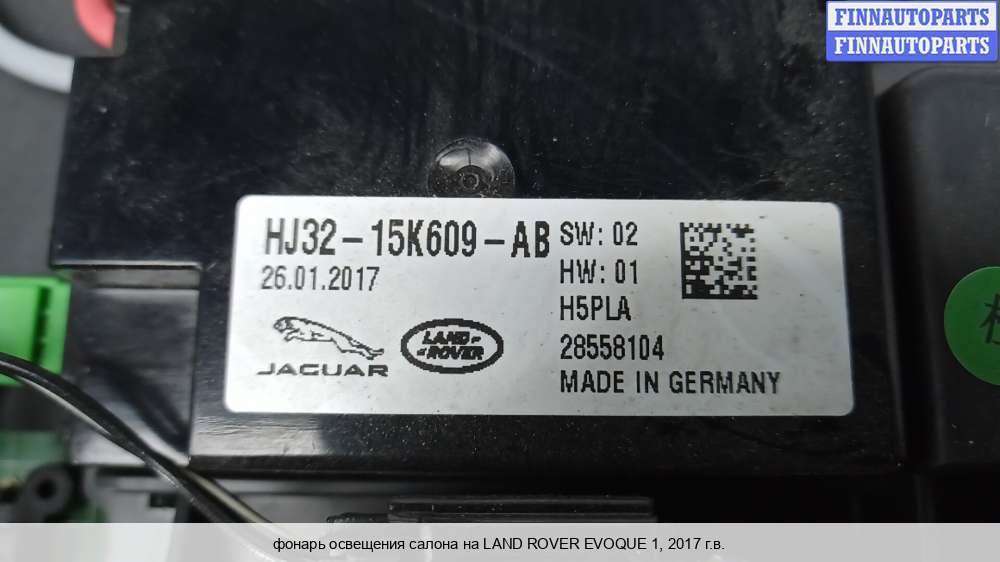 FINNAUTOPARTS
FINNAUTOPARTS
HJ32-15K609-AB
26.01.2017
SW: 02
HW: 01
H5PLA
28558104
MADE IN GERMANY
JAGUAR
LAND
ROVER
фонарь освещения салона на LAND ROVER EVOQUE 1, 2017 г.в.